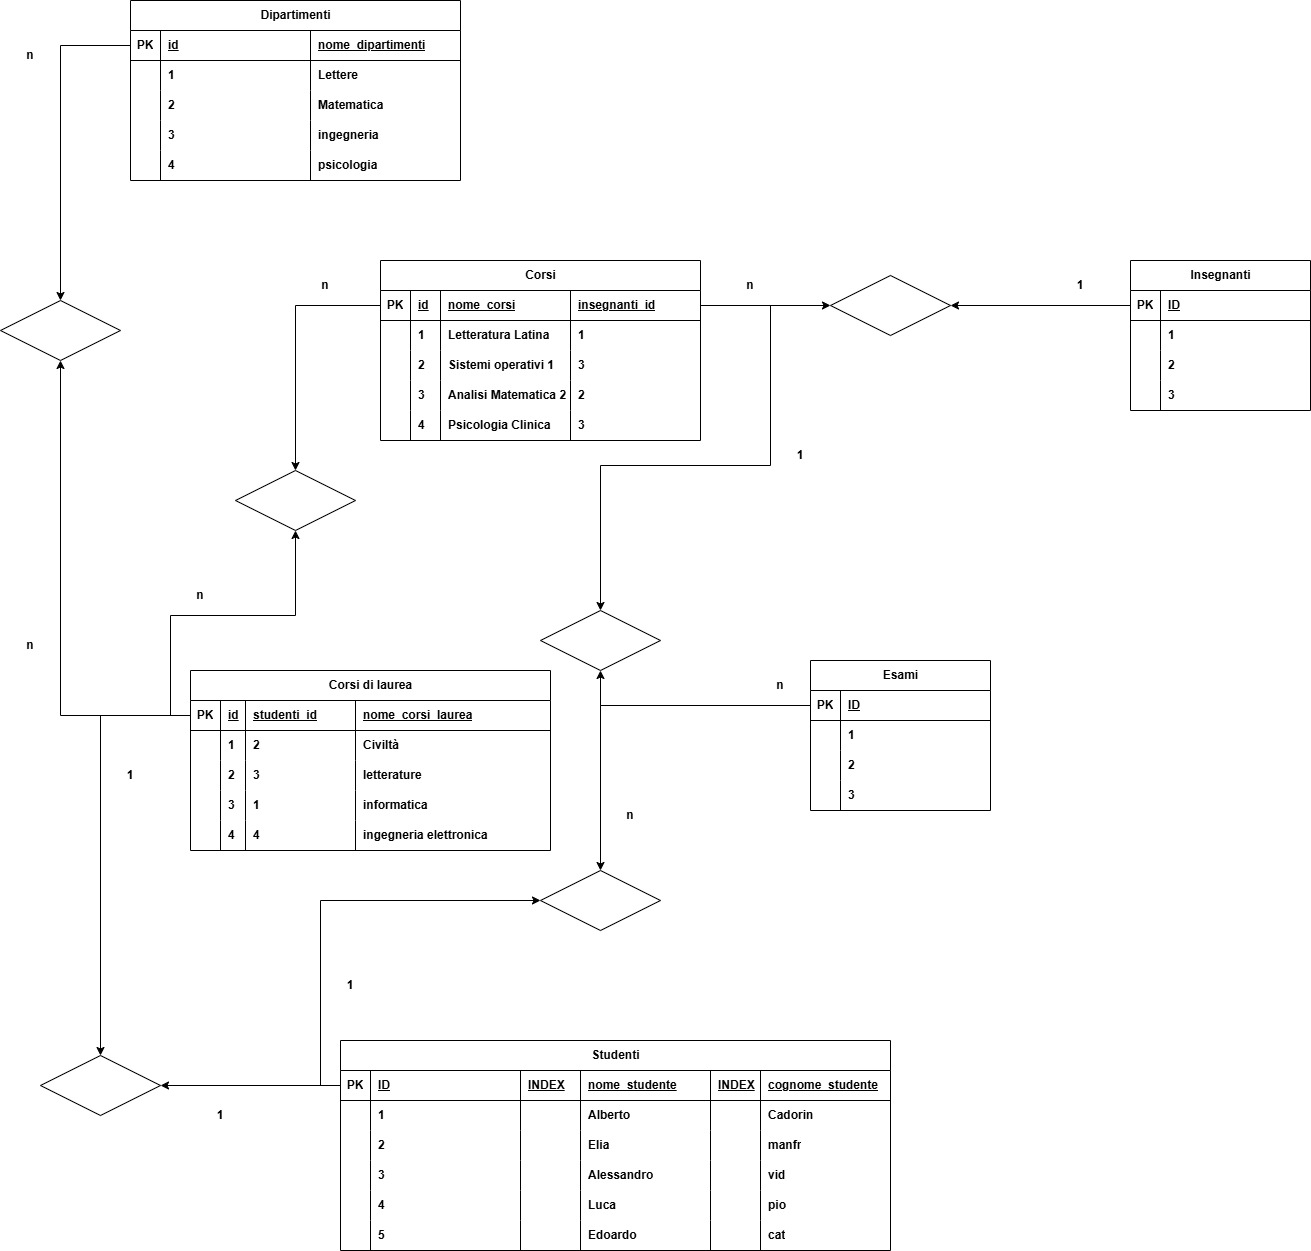 Dipartimenti
n
PK id nome_dipartimenti
1 Lettere
2 Matematica
3 ingegneria
4 psicologia
Corsi
n
PK id nome_corsi insegnanti_id
1 Letteratura Latina 1
2 Sistemi operativi 1 3
3 Analisi Matematica 2 2
4 Psicologia Clinica 3
n
1
Insegnanti
PK ID
1
2
3
1
n
n
Corsi di laurea
PK id studenti_id nome_corsi_laurea
1 2 Civiltà
2 3 letterature
3 1 informatica
4 4 ingegneria elettronica
1
n
Esami
PK ID
1
2
3
n
1
1
Studenti
PK ID INDEX nome_studente INDEX cognome_studente
1 Alberto Cadorin
2 Elia manfr
3 Alessandro vid
4 Luca pio
5 Edoardo cat